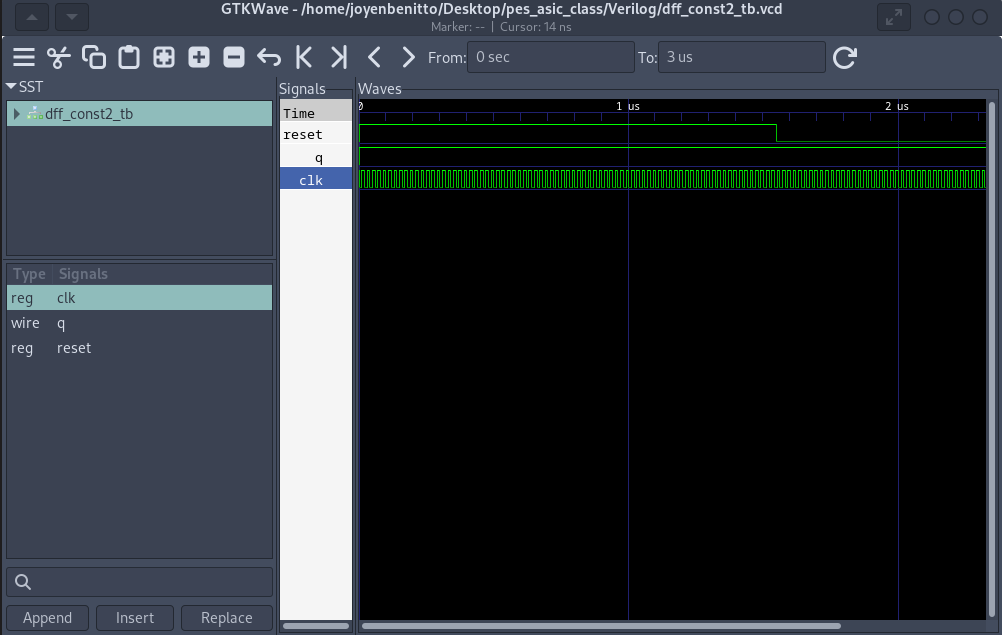 GTKWave - /home/joyenbenitto/Desktop/pes_asic_class/Verilog/dff_const2_tb.vcd
Marker: -- | Cursor: 14 ns
From: 0 sec To: 3 us
SST
dff_const2_tb
Type Signals
reg clk
wire q
reg reset
Append Insert Replace
Signals
Time
reset
q
clk
Waves
0 1 us 2 us